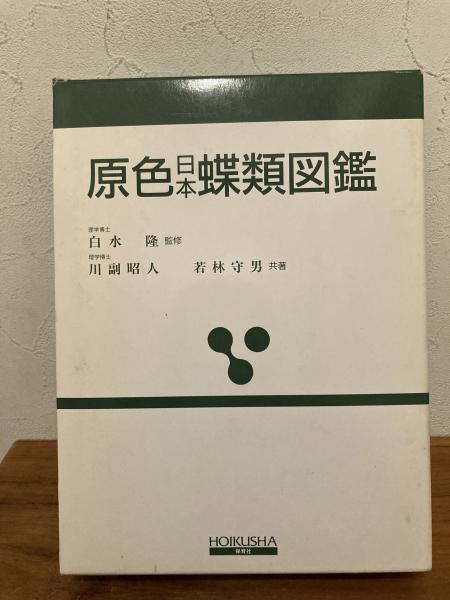 原色日本蝶類図鑑
理学博士
白水 隆 監修
理学博士
川副昭人 若林守男 共著
HOIKUSHA
保育社